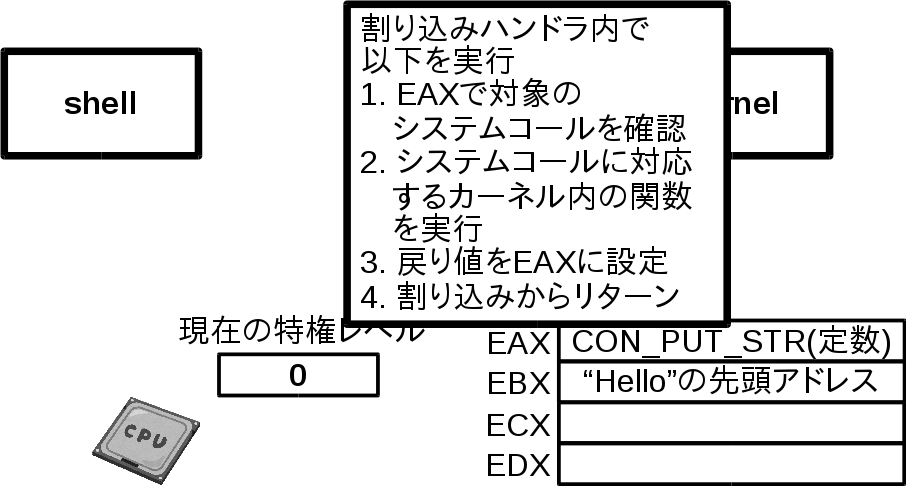 割り込みハンドラ内で
以下を実行
1. EAXで対象の
システムコールを確認
2. システムコールに対応
するカーネル内の関数
を実行
3. 戻り値をEAXに設定
4. 割り込みからリターン
shell
rnel
現在の特権レベル
0
CPU
EAX CON_PUT_STR(定数)
EBX “Hello”の先頭アドレス
ECX
EDX